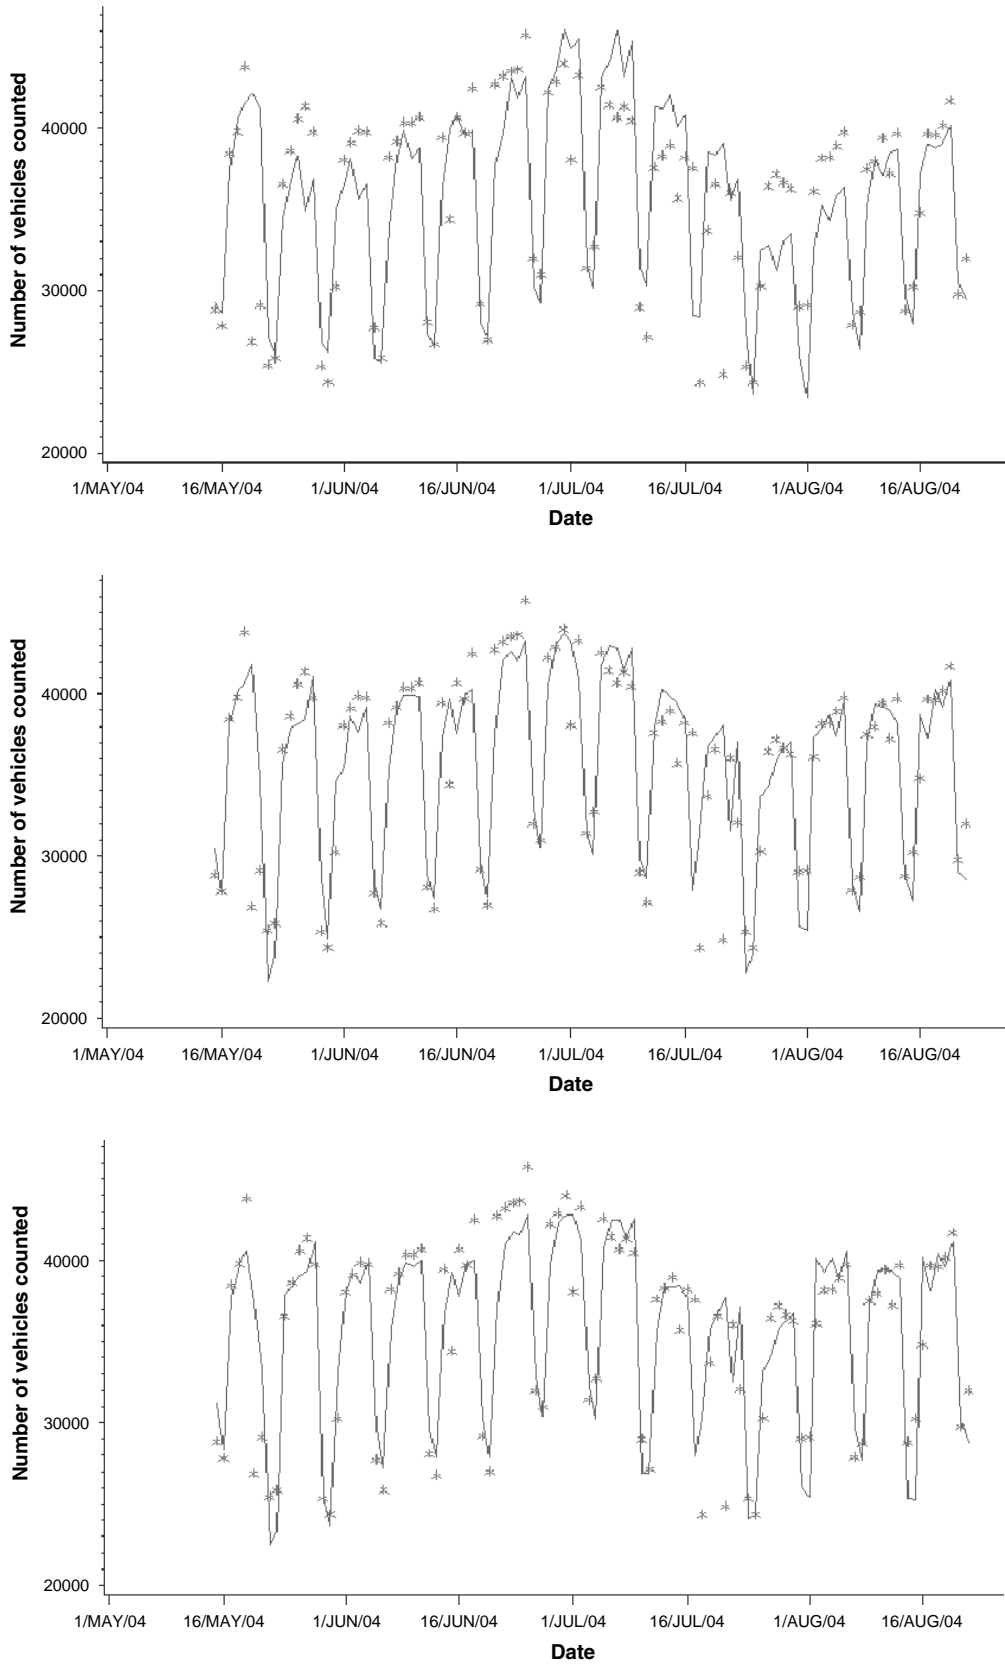 Number of vehicles counted
40000
30000
20000
1/MAY/04 16/MAY/04 1/JUN/04 16/JUN/04 1/JUL/04 16/JUL/04 1/AUG/04 16/AUG/04
Date
Number of vehicles counted
40000
30000
20000
1/MAY/04 16/MAY/04 1/JUN/04 16/JUN/04 1/JUL/04 16/JUL/04 1/AUG/04 16/AUG/04
Date
Number of vehicles counted
40000
30000
20000
1/MAY/04 16/MAY/04 1/JUN/04 16/JUN/04 1/JUL/04 16/JUL/04 1/AUG/04 16/AUG/04
Date